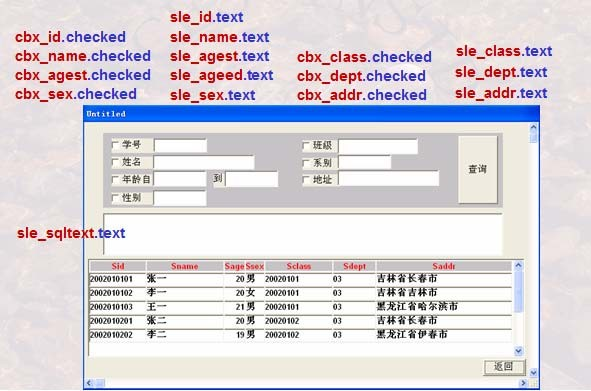 sle_id.text
cbx_id.checked
sle_name.text
cbx_name.checked
sle_agest.text
cbx_class.checked
sle_class.text
cbx_agest.checked
sle_ageed.text
cbx_dept.checked
sle_dept.text
cbx_sex.checked
sle_sex.text
cbx_addr.checked
sle_addr.text
Untitled
学号
班级
姓名
系别
查询
年龄自
到
地址
性别
sle_sqltext.text
Sid Sname Sage Ssex Sclass Sdept Saddr
2002010101 张一 20 男 20020101 03 吉林省长春市
2002010102 李一 20 女 20020101 03 吉林省吉林市
2002010103 王一 21 男 20020101 03 黑龙江省哈尔滨市
2002010201 张二 20 男 20020102 03 吉林省长春市
2002010202 李二 19 男 20020102 03 黑龙江省伊春市
返回